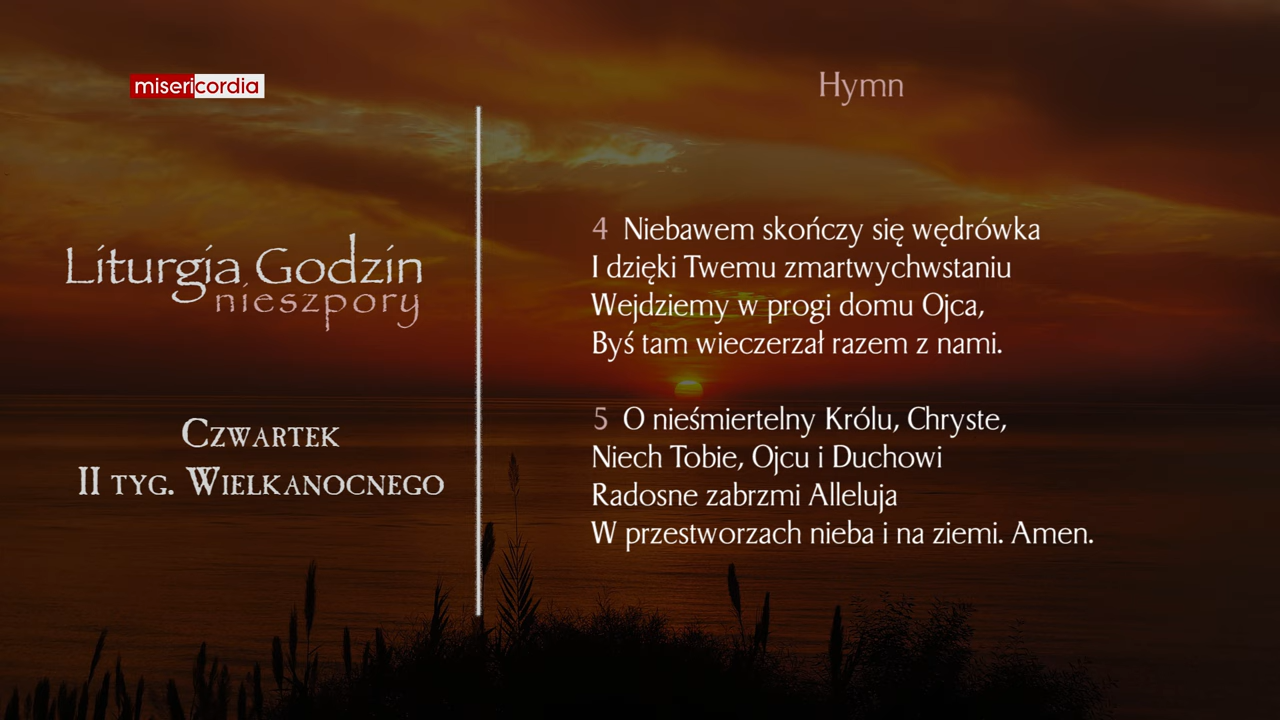 misericordia
Liturgia Godzin
nieszpory
Czwartek
II tyg. Wielkanocnego
Hymn
4 Niebawem skończy się wędrówka
I dzięki Twemu zmartwychwstaniu
Wejdziemy w progi domu Ojca,
Byś tam wieczerzał razem z nami.
5 O nieśmiertelny Królu, Chryste,
Niech Tobie, Ojcu i Duchowi
Radosne zabrzmi Alleluja
W przestworzach nieba i na ziemi. Amen.